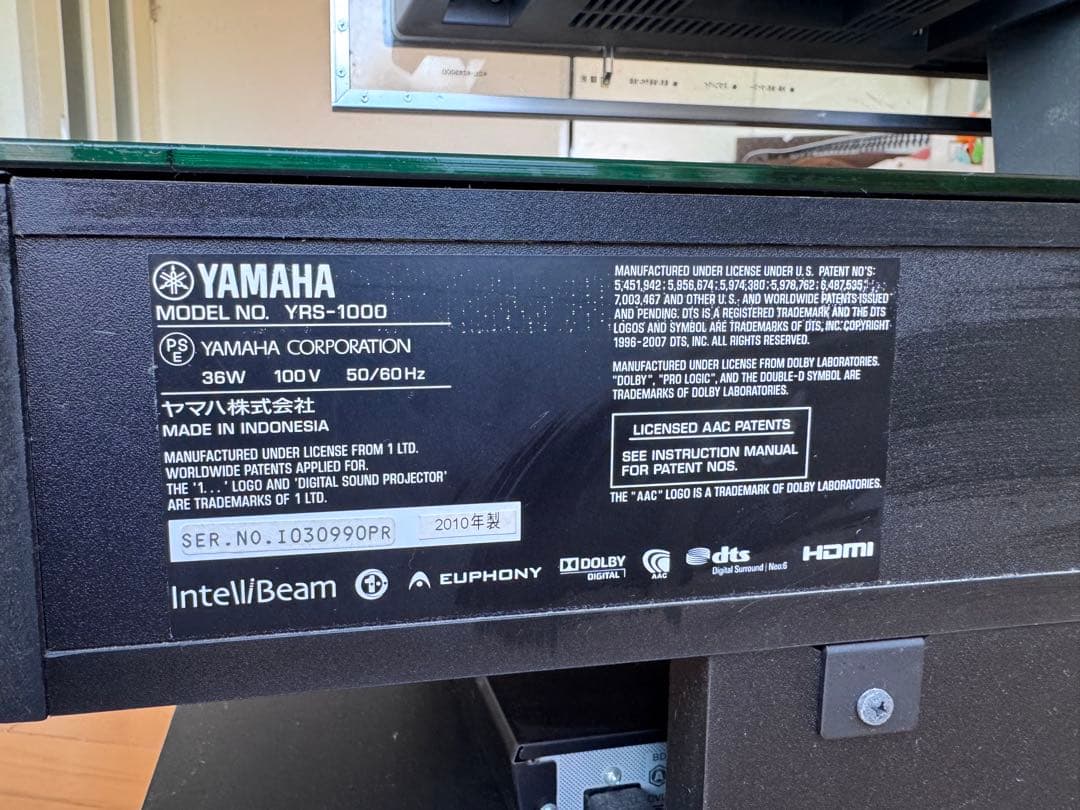 YAMAHA
MODEL NO. YRS-1000
PS
E
YAMAHA CORPORATION
36W 100V 50/60Hz
ヤマハ株式会社
MADE IN INDONESIA
MANUFACTURED UNDER LICENSE FROM 1 LTD.
WORLDWIDE PATENTS APPLIED FOR.
THE '1...' LOGO AND 'DIGITAL SOUND PROJECTOR'
ARE TRADEMARKS OF 1 LTD.
SER.NO.I030990PR
2010年製
MANUFACTURED UNDER LICENSE UNDER U.S. PATENT NO'S:
5,451,942; 5,956,674; 5,974,380; 5,978,762; 6,487,535;
7,003,467 AND OTHER U.S. AND WORLDWIDE PATENTS ISSUED
AND PENDING. DTS IS A REGISTERED TRADEMARK AND THE DTS
LOGOS AND SYMBOL ARE TRADEMARKS OF DTS, INC. COPYRIGHT
1996-2007 DTS, INC. ALL RIGHTS RESERVED.
MANUFACTURED UNDER LICENSE FROM DOLBY LABORATORIES.
"DOLBY", "PRO LOGIC", AND THE DOUBLE-D SYMBOL ARE
TRADEMARKS OF DOLBY LABORATORIES.
LICENSED AAC PATENTS
SEE INSTRUCTION MANUAL
FOR PATENT NOS.
THE "AAC" LOGO IS A TRADEMARK OF DOLBY LABORATORIES.
IntelliBeam
1
EUPHONY
DOLBY
DIGITAL
AAC
dts
Digital Surround | Neo:6
HDMI